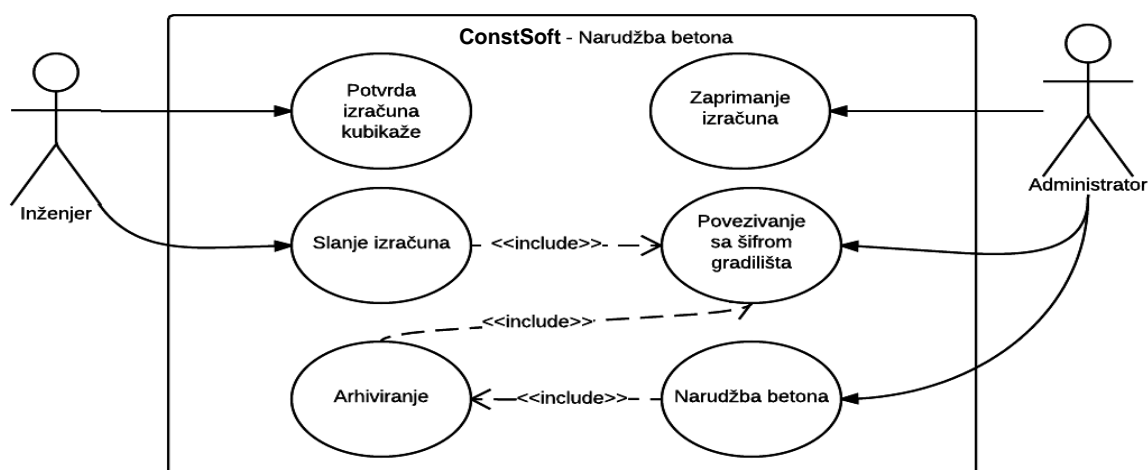 ConstSoft - Narudžba betona
Potvrda
izračuna
kubikaže
Zaprimanje
izračuna
Inženjer
Administrator
Slanje izračuna
<<include>>
Povezivanje
sa šifrom
gradilišta
<<include>>
Arhiviranje
<<include>>
Narudžba betona